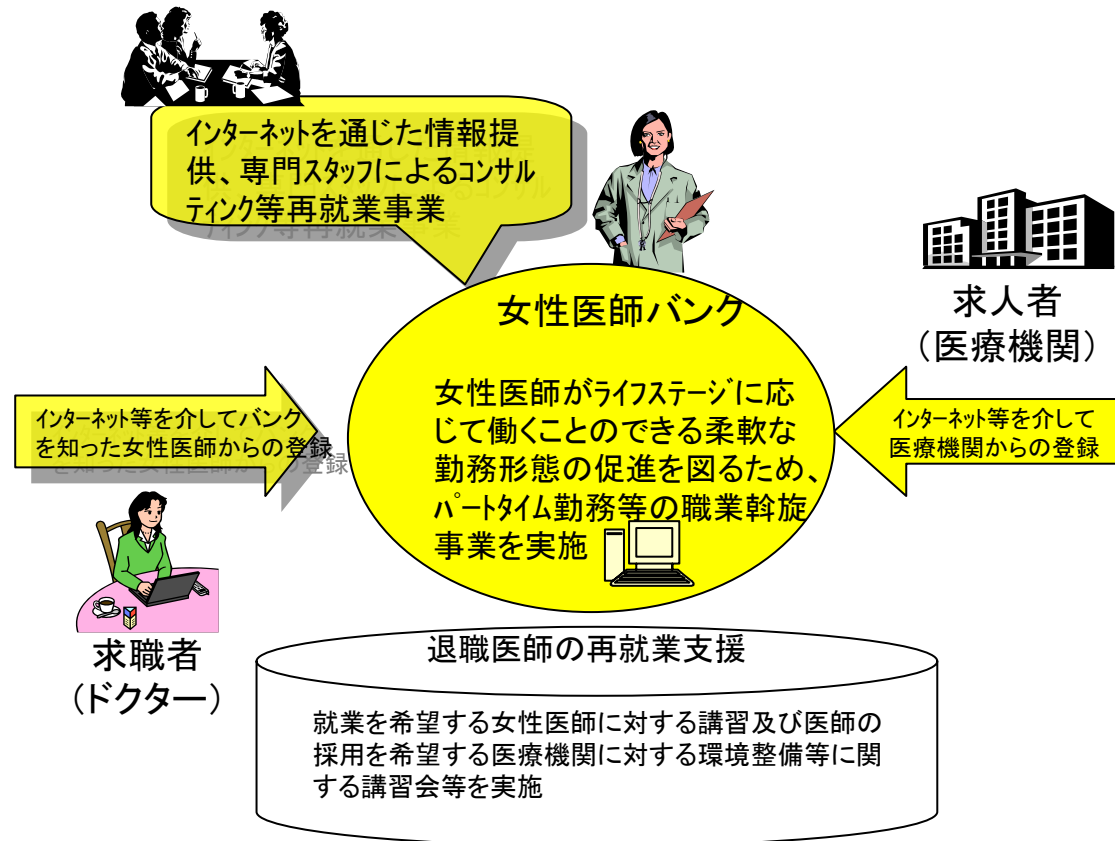 インターネットを通じた情報提
供、専門スタッフによるコンサル
ティンク等再就業事業
女性医師バンク
求人者
（医療機関）
女性医師がライフステージに応
じて働くことのできる柔軟な
勤務形態の促進を図るため、
パートタイム勤務等の職業斡旋
事業を実施
インターネット等を介してバンク
を知った女性医師からの登録
インターネット等を介して
医療機関からの登録
求職者
（ドクター）
退職医師の再就業支援
就業を希望する女性医師に対する講習及び医師の
採用を希望する医療機関に対する環境整備等に関
する講習会等を実施